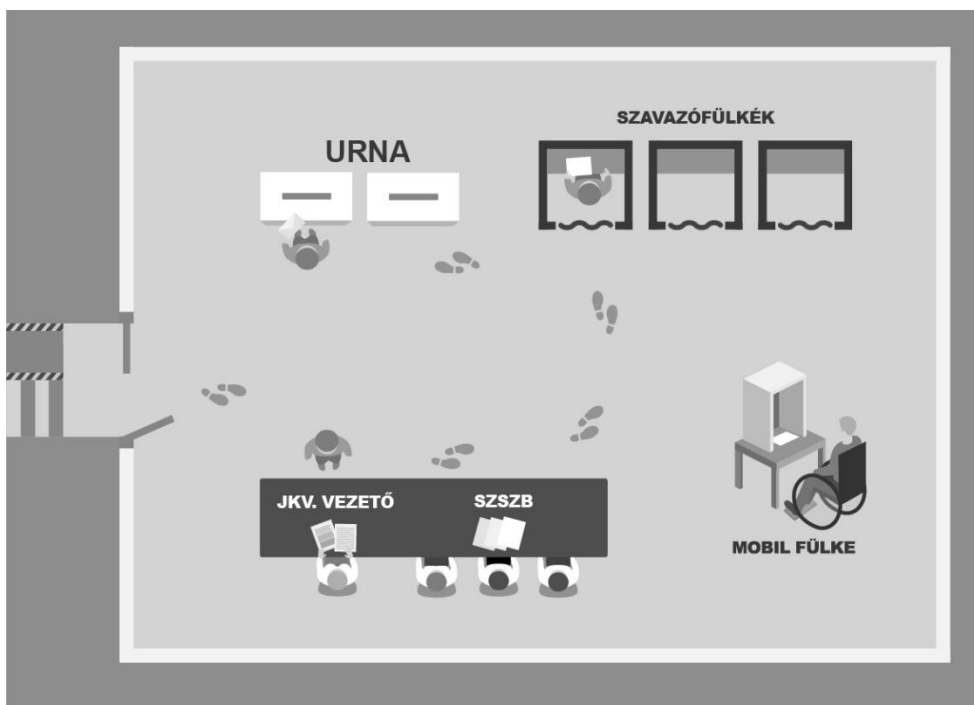 SZAVAZÓFÜLKÉK
URNA
JKV. VEZETŐ
SZSZB
MOBIL FÜLKE